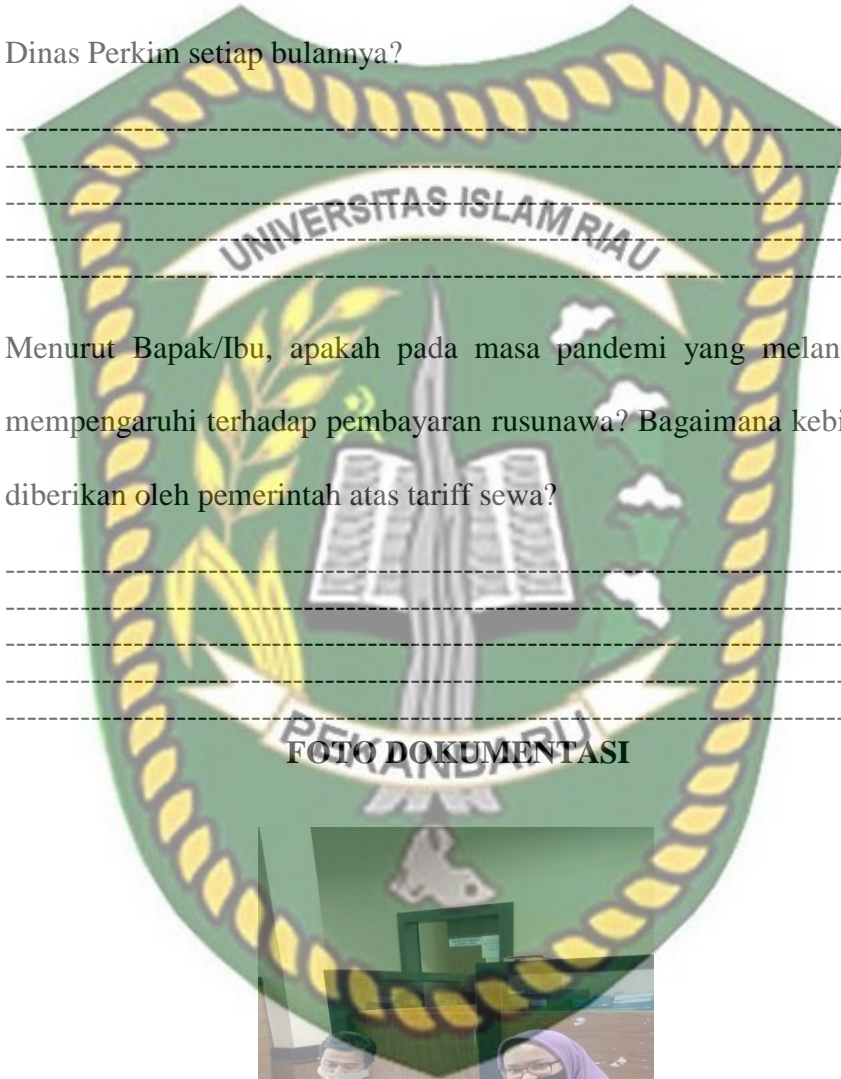 Dinas Perkim setiap bulannya?
----------------------------------------------------------------------
----------------------------------------------------------------------
----------------------------------------------------------------------
----------------------------------------------------------------------
----------------------------------------------------------------------
UNIVERSITAS ISLAM RIAU
Menurut Bapak/Ibu, apakah pada masa pandemi yang melan
mempengaruhi terhadap pembayaran rusunawa? Bagaimana kebi
diberikan oleh pemerintah atas tariff sewa?
----------------------------------------------------------------------
----------------------------------------------------------------------
----------------------------------------------------------------------
----------------------------------------------------------------------
----------------------------------------------------------------------
PEKANBARU
FOTO DOKUMENTASI